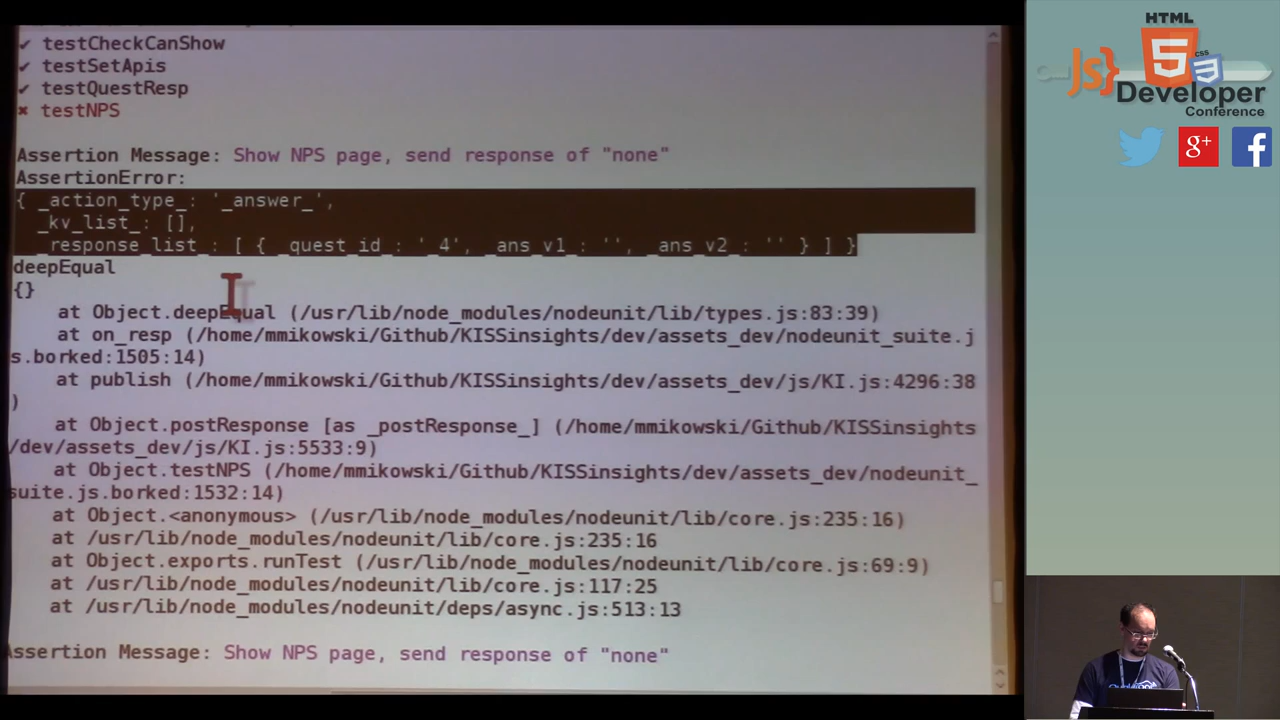 ✔ testCheckCanShow
✔ testSetApis
✔ testQuestResp
✖ testNPS
Assertion Message: Show NPS page, send response of "none"
AssertionError:
{ _action_type_: '_answer_',
_kv_list_: [],
_response_list_: [ { _quest_id_: '_4', _ans_v1_: '', _ans_v2_: '' } ] }
deepEqual
{}
at Object.deepEqual (/usr/lib/node_modules/nodeunit/lib/types.js:83:39)
at on_resp (/home/mmikowski/Github/KISSinsights/dev/assets_dev/nodeunit_suite.j
s.borked:1505:14)
at publish (/home/mmikowski/Github/KISSinsights/dev/assets_dev/js/KI.js:4296:38
)
at Object.postResponse [as _postResponse_] (/home/mmikowski/Github/KISSinsights
/dev/assets_dev/js/KI.js:5533:9)
at Object.testNPS (/home/mmikowski/Github/KISSinsights/dev/assets_dev/nodeunit_
suite.js.borked:1532:14)
at Object.<anonymous> (/usr/lib/node_modules/nodeunit/lib/core.js:235:16)
at /usr/lib/node_modules/nodeunit/lib/core.js:235:16
at Object.exports.runTest (/usr/lib/node_modules/nodeunit/lib/core.js:69:9)
at /usr/lib/node_modules/nodeunit/lib/core.js:117:25
at /usr/lib/node_modules/nodeunit/deps/async.js:513:13
Assertion Message: Show NPS page, send response of "none"
HTML
5
JS}
CSS
3
Developer
Conference
g+
f